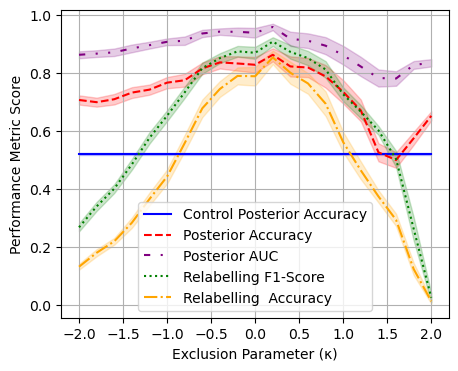 1.0
0.8
0.6
0.4
0.2
0.0
Performance Metric Score
Control Posterior Accuracy
Posterior Accuracy
Posterior AUC
Relabelling F1-Score
Relabelling  Accuracy
−2.0 −1.5 −1.0 −0.5 0.0 0.5 1.0 1.5 2.0
Exclusion Parameter (κ)